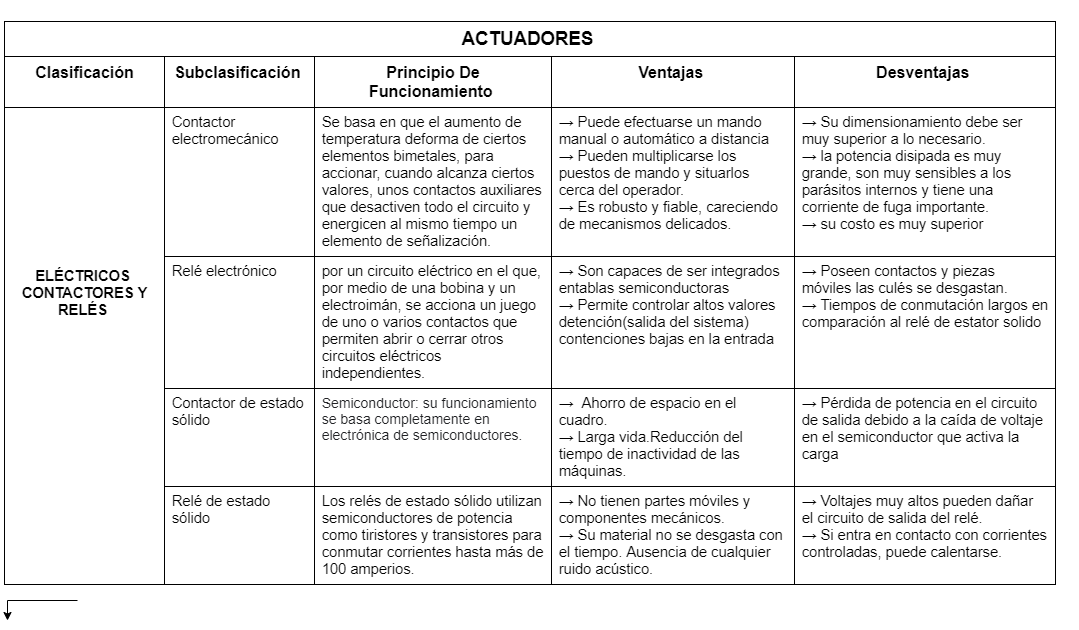 ACTUADORES
Clasificación
Subclasificación
Principio De
Funcionamiento
Ventajas
Desventajas
ELÉCTRICOS
CONTACTORES Y
RELÉS
Contactor
electromecánico
Se basa en que el aumento de
temperatura deforma de ciertos
elementos bimetales, para
accionar, cuando alcanza ciertos
valores, unos contactos auxiliares
que desactiven todo el circuito y
energicen al mismo tiempo un
elemento de señalización.
→ Puede efectuarse un mando
manual o automático a distancia
→ Pueden multiplicarse los
puestos de mando y situarlos
cerca del operador.
→ Es robusto y fiable, careciendo
de mecanismos delicados.
→ Su dimensionamiento debe ser
muy superior a lo necesario.
→ la potencia disipada es muy
grande, son muy sensibles a los
parásitos internos y tiene una
corriente de fuga importante.
→ su costo es muy superior
Relé electrónico
por un circuito eléctrico en el que,
por medio de una bobina y un
electroimán, se acciona un juego
de uno o varios contactos que
permiten abrir o cerrar otros
circuitos eléctricos
independientes.
→ Son capaces de ser integrados
entablas semiconductoras
→ Permite controlar altos valores
detención(salida del sistema)
contenciones bajas en la entrada
→ Poseen contactos y piezas
móviles las culés se desgastan.
→ Tiempos de conmutación largos en
comparación al relé de estator solido
Contactor de estado
sólido
Semiconductor: su funcionamiento
se basa completamente en
electrónica de semiconductores.
→ Ahorro de espacio en el
cuadro.
→ Larga vida.Reducción del
tiempo de inactividad de las
máquinas.
→ Pérdida de potencia en el circuito
de salida debido a la caída de voltaje
en el semiconductor que activa la
carga
Relé de estado
sólido
Los relés de estado sólido utilizan
semiconductores de potencia
como tiristores y transistores para
conmutar corrientes hasta más de
100 amperios.
→ No tienen partes móviles y
componentes mecánicos.
→ Su material no se desgasta con
el tiempo. Ausencia de cualquier
ruido acústico.
→ Voltajes muy altos pueden dañar
el circuito de salida del relé.
→ Si entra en contacto con corrientes
controladas, puede calentarse.